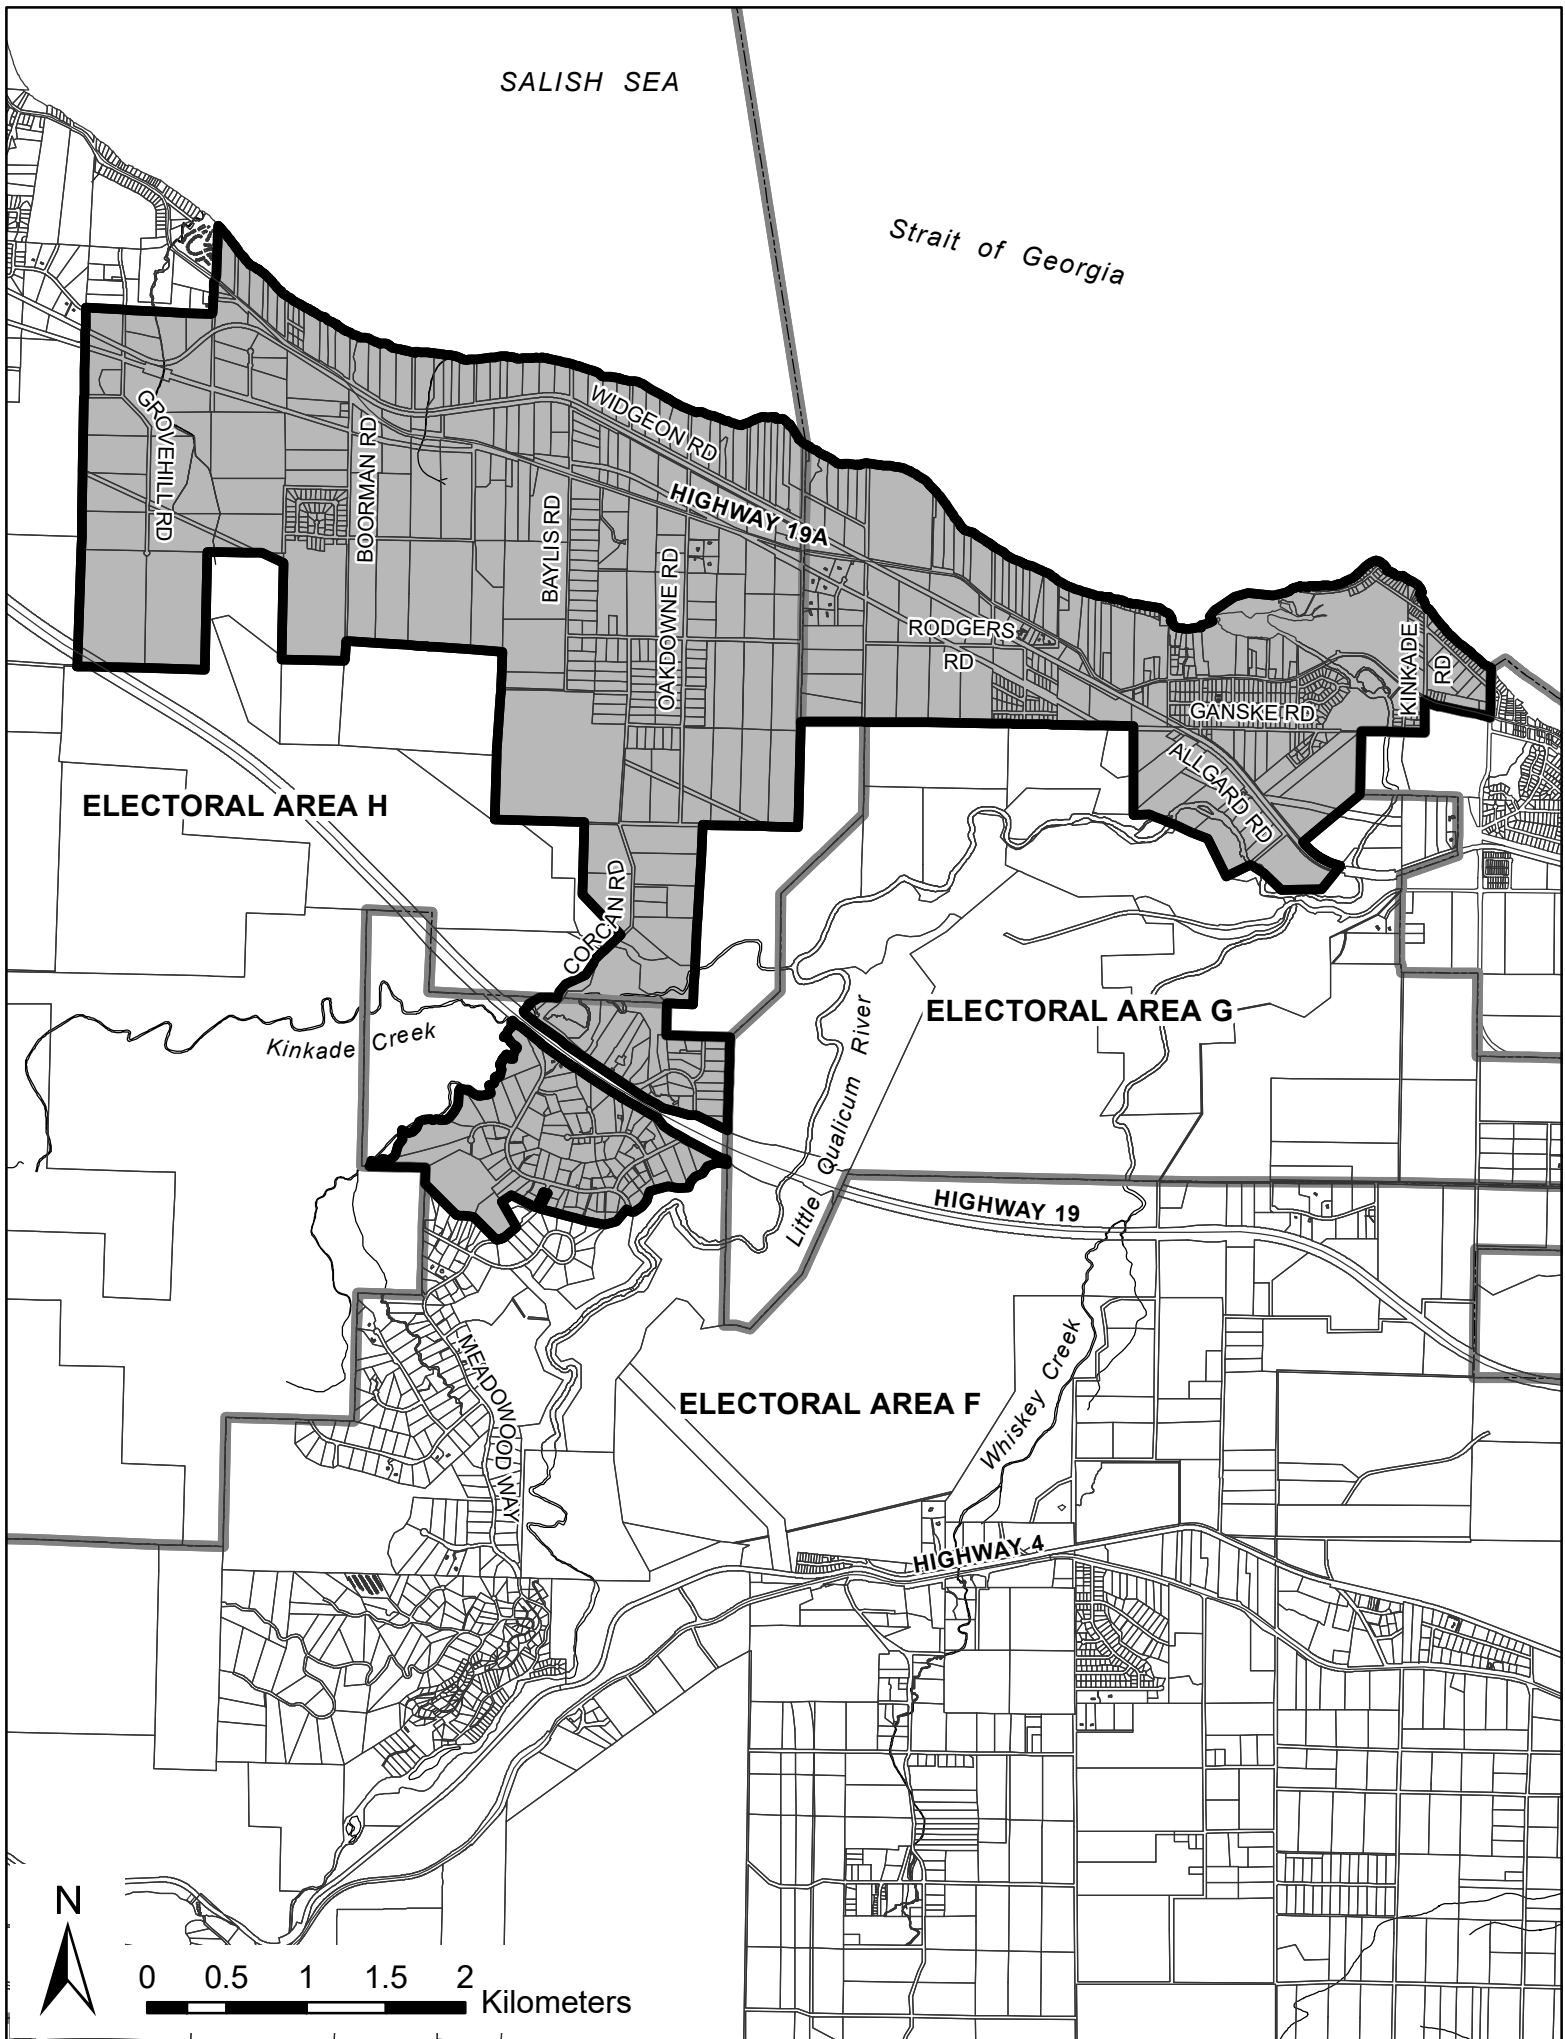 SALISH SEA
Strait of Georgia
WIDGEON RD
GROVEHILL RD
BOORMAN RD
HIGHWAY 19A
BAYLIS RD
OAKDOWNE RD
RODGERS
RD
KINKADE
RD
GANSKE RD
ALLGARD RD
ELECTORAL AREA H
CORCAN RD
ELECTORAL AREA G
Kinkade Creek
Little Qualicum River
HIGHWAY 19
MEADOWOOD WAY
ELECTORAL AREA F
Whiskey Creek
HIGHWAY 4
N
0 0.5 1 1.5 2
Kilometers